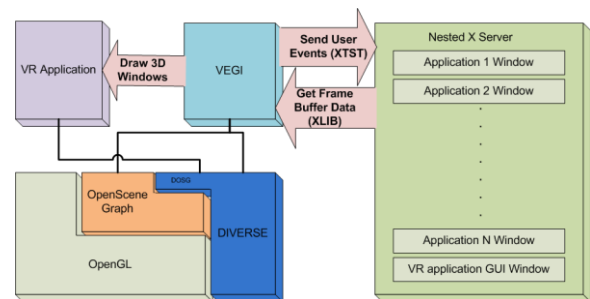 VR Application
Draw 3D
Windows
VEGI
Send User
Events (XTST)
Get Frame
Buffer Data
(XLIB)
Nested X Server
Application 1 Window
Application 2 Window
Application N Window
VR application GUI Window
DOSG
OpenScene
Graph
DIVERSE
OpenGL